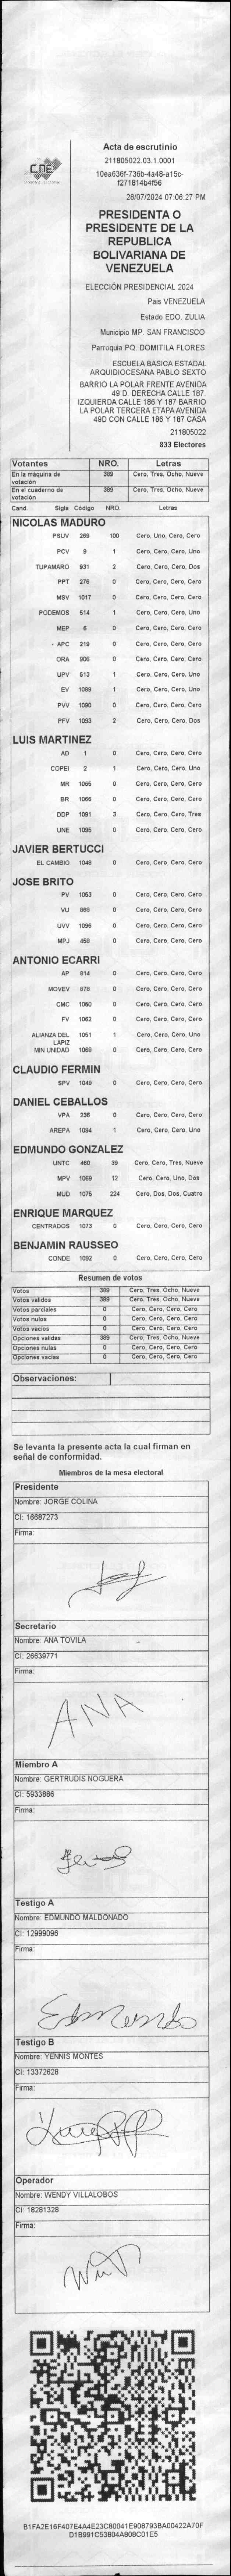 CNE
Acta de escrutinio
211805022.03.1.0001
10ea636f-736b-4a48-a15c-
f271814b4f56
28/07/2024 07:06:27 PM
PRESIDENTA O
PRESIDENTE DE LA
REPUBLICA
BOLIVARIANA DE
VENEZUELA
ELECCIÓN PRESIDENCIAL 2024
Pais VENEZUELA
Estado EDO. ZULIA
Municipio MP. SAN FRANCISCO
Parroquia PQ. DOMITILA FLORES
ESCUELA BASICA ESTADAL
ARQUIDOCESANA PABLO SEXTO
BARRIO LA POLAR FRENTE AVENIDA
49 D. DERECHA CALLE 187.
IZQUIERDA CALLE 186 Y 187 BARRIO
LA POLAR TERCERA ETAPA AVENIDA
49D CON CALLE 186 Y 187 CASA
211805022
833 Electores
Votantes NRO. Letras
En la máquina de votación 389 Cero, Tres, Ocho, Nueve
En el cuaderno de votación 389 Cero, Tres, Ocho, Nueve
Cand. Sigla Código NRO. Letras
NICOLAS MADURO
PSUV 269 100 Cero, Uno, Cero, Cero
PCV 9 1 Cero, Cero, Cero, Uno
TUPAMARO 931 2 Cero, Cero, Cero, Dos
PPT 276 0 Cero, Cero, Cero, Cero
MSV 1017 0 Cero, Cero, Cero, Cero
PODEMOS 514 1 Cero, Cero, Cero, Uno
MEP 6 0 Cero, Cero, Cero, Cero
APC 219 0 Cero, Cero, Cero, Cero
ORA 906 0 Cero, Cero, Cero, Cero
UPV 513 1 Cero, Cero, Cero, Uno
EV 1099 1 Cero, Cero, Cero, Uno
PVV 1090 0 Cero, Cero, Cero, Cero
PFV 1093 2 Cero, Cero, Cero, Dos
LUIS MARTINEZ
AD 1 0 Cero, Cero, Cero, Cero
COPEI 2 1 Cero, Cero, Cero, Uno
MR 1065 0 Cero, Cero, Cero, Cero
BR 1066 0 Cero, Cero, Cero, Cero
DDP 1091 3 Cero, Cero, Cero, Tres
UNE 1095 0 Cero, Cero, Cero, Cero
JAVIER BERTUCCI
EL CAMBIO 1048 0 Cero, Cero, Cero, Cero
JOSE BRITO
PV 1053 0 Cero, Cero, Cero, Cero
VU 869 0 Cero, Cero, Cero, Cero
UVV 1096 0 Cero, Cero, Cero, Cero
MPJ 459 0 Cero, Cero, Cero, Cero
ANTONIO ECARRI
AP 814 0 Cero, Cero, Cero, Cero
MOVEV 678 0 Cero, Cero, Cero, Cero
CMC 1080 0 Cero, Cero, Cero, Cero
FV 1062 0 Cero, Cero, Cero, Cero
ALIANZA DEL LAPIZ 1051 1 Cero, Cero, Cero, Uno
MIN UNIDAD 1069 0 Cero, Cero, Cero, Cero
CLAUDIO FERMIN
SPV 1049 0 Cero, Cero, Cero, Cero
DANIEL CEBALLOS
VPA 236 0 Cero, Cero, Cero, Cero
AREPA 1094 1 Cero, Cero, Cero, Uno
EDMUNDO GONZALEZ
UNTC 460 39 Cero, Cero, Tres, Nueve
MPV 1069 12 Cero, Cero, Uno, Dos
MUD 1075 224 Cero, Dos, Dos, Cuatro
ENRIQUE MARQUEZ
CENTRADOS 1073 0 Cero, Cero, Cero, Cero
BENJAMIN RAUSSEO
CONDE 1092 0 Cero, Cero, Cero, Cero
Resumen de votos
Votos 389 Cero, Tres, Ocho, Nueve
Votos validos 389 Cero, Tres, Ocho, Nueve
Votos parciales 0 Cero, Cero, Cero, Cero
Votos nulos 0 Cero, Cero, Cero, Cero
Votos vacios 0 Cero, Cero, Cero, Cero
Opciones validas 389 Cero, Tres, Ocho, Nueve
Opciones nulas 0 Cero, Cero, Cero, Cero
Opciones vacias 0 Cero, Cero, Cero, Cero
Observaciones:
Se levanta la presente acta la cual firman en
señal de conformidad.
Miembros de la mesa electoral
Presidente
Nombre: JORGE COLINA
CI: 16687273
Firma:
Secretario
Nombre: ANA TOVILA
CI: 26639771
Firma:
ANA
Miembro A
Nombre: GERTRUDIS NOGUERA
CI: 5933886
Firma:
Testigo A
Nombre: EDMUNDO MALDONADO
CI: 12999096
Firma:
Edmundo
Testigo B
Nombre: YENNIS MONTES
CI: 13372628
Firma:
Operador
Nombre: WENDY VILLALOBOS
CI: 18281328
Firma:
B1FA2E16F407E4A4E23C80041E908793BA00422A70F
D1B991C53804A808C01E5